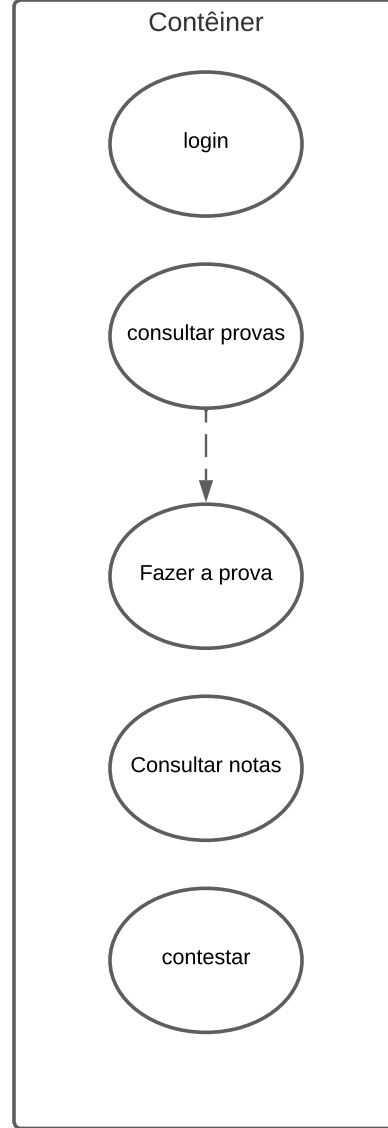 Contêiner
login
consultar provas
Fazer a prova
Consultar notas
contestar